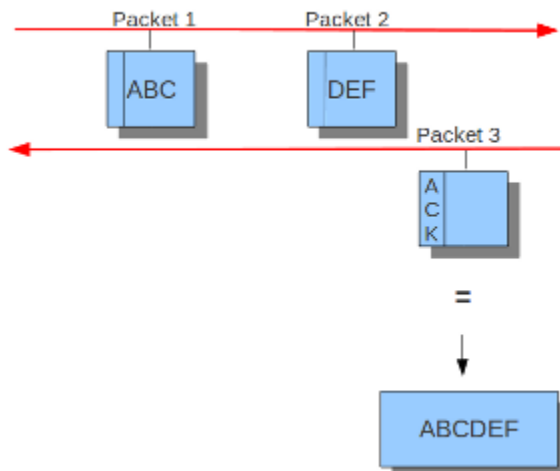 Packet 1 Packet 2
ABC DEF
Packet 3
A
C
K
=
ABCDEF